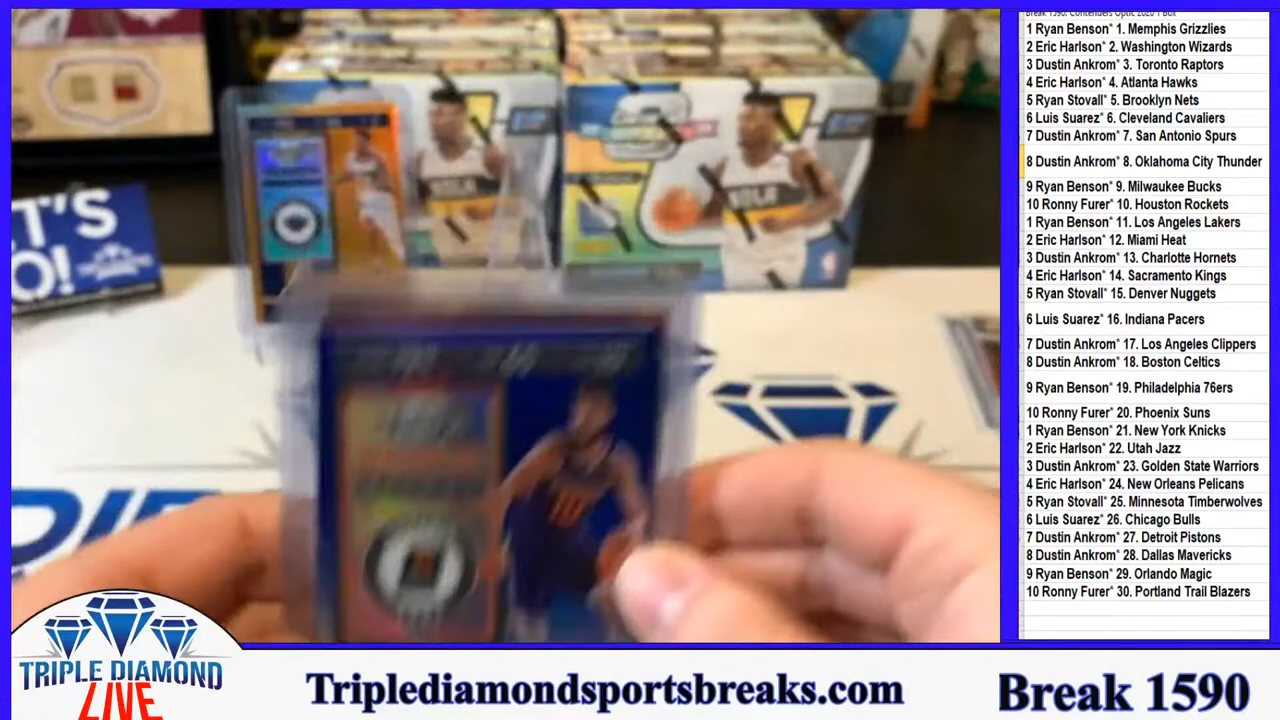 Break 1590. Contenders Optic 2020 1 Box
1 Ryan Benson* 1. Memphis Grizzlies
2 Eric Harlson* 2. Washington Wizards
3 Dustin Ankrom* 3. Toronto Raptors
4 Eric Harlson* 4. Atlanta Hawks
5 Ryan Stovall* 5. Brooklyn Nets
6 Luis Suarez* 6. Cleveland Cavaliers
7 Dustin Ankrom* 7. San Antonio Spurs
8 Dustin Ankrom* 8. Oklahoma City Thunder
9 Ryan Benson* 9. Milwaukee Bucks
10 Ronny Furer* 10. Houston Rockets
1 Ryan Benson* 11. Los Angeles Lakers
2 Eric Harlson* 12. Miami Heat
3 Dustin Ankrom* 13. Charlotte Hornets
4 Eric Harlson* 14. Sacramento Kings
5 Ryan Stovall* 15. Denver Nuggets
6 Luis Suarez* 16. Indiana Pacers
7 Dustin Ankrom* 17. Los Angeles Clippers
8 Dustin Ankrom* 18. Boston Celtics
9 Ryan Benson* 19. Philadelphia 76ers
10 Ronny Furer* 20. Phoenix Suns
1 Ryan Benson* 21. New York Knicks
2 Eric Harlson* 22. Utah Jazz
3 Dustin Ankrom* 23. Golden State Warriors
4 Eric Harlson* 24. New Orleans Pelicans
5 Ryan Stovall* 25. Minnesota Timberwolves
6 Luis Suarez* 26. Chicago Bulls
7 Dustin Ankrom* 27. Detroit Pistons
8 Dustin Ankrom* 28. Dallas Mavericks
9 Ryan Benson* 29. Orlando Magic
10 Ronny Furer* 30. Portland Trail Blazers
T'S
O!
NOLA
NOLA
TRIPLE DIAMOND
LIVE
Triplediamondsportsbreaks.com
Break 1590